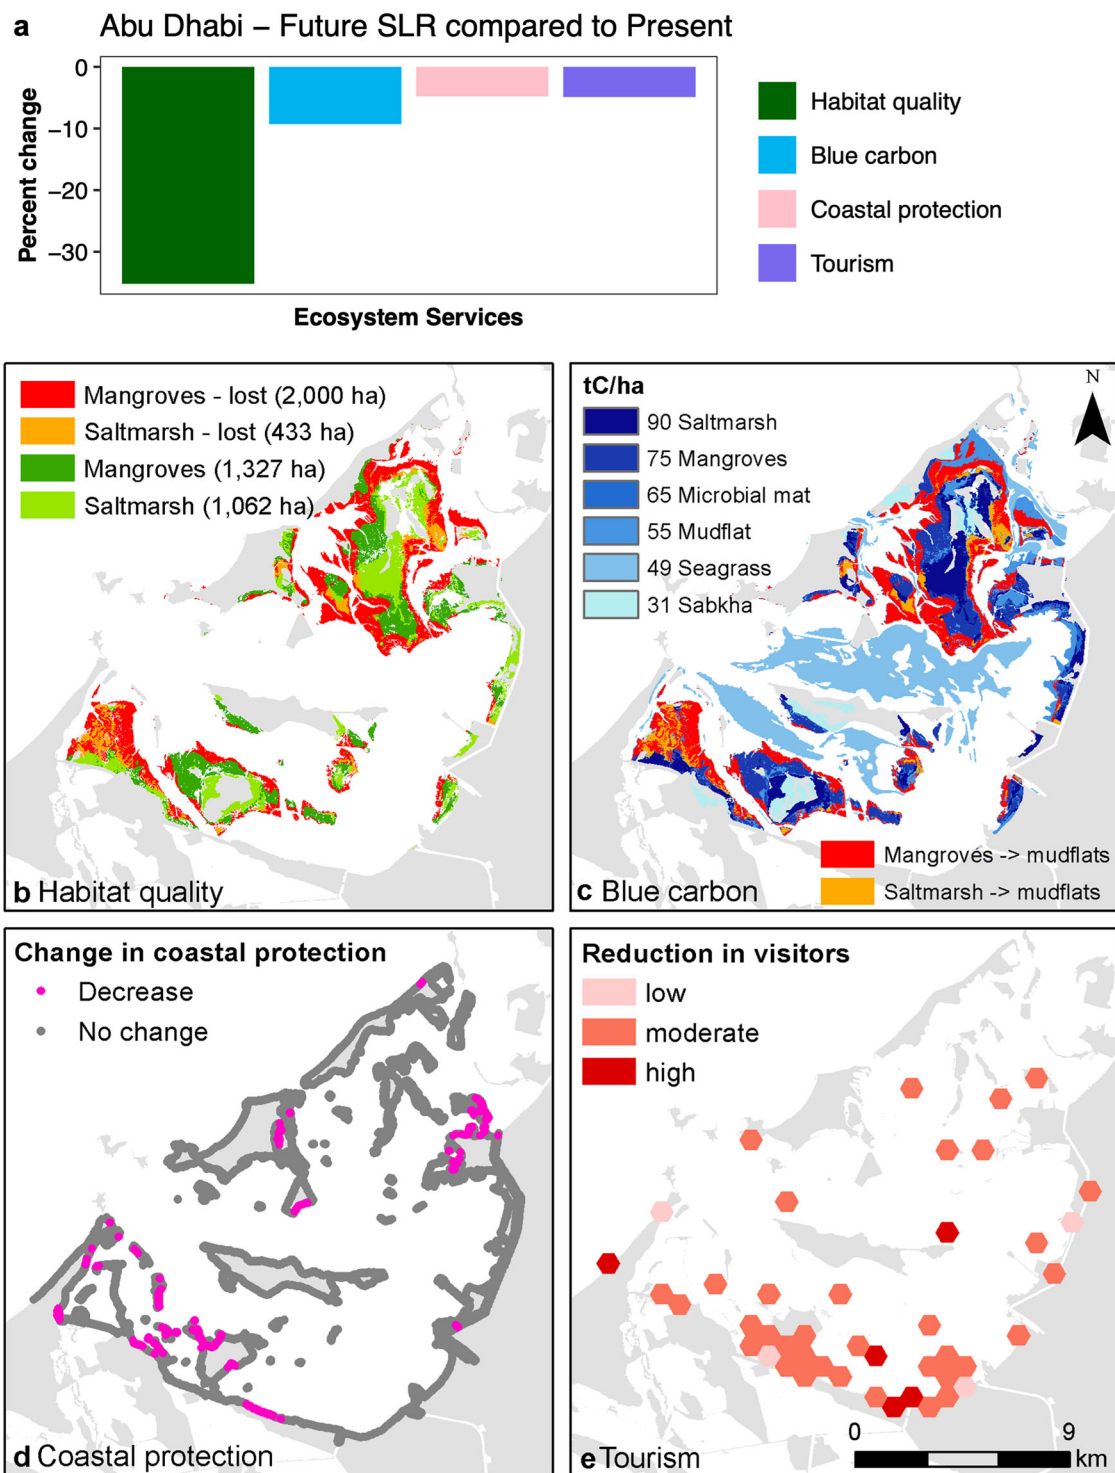 a Abu Dhabi – Future SLR compared to Present
Percent change
0
−10
−20
−30
Ecosystem Services
Habitat quality
Blue carbon
Coastal protection
Tourism
Mangroves - lost (2,000 ha)
Saltmarsh - lost (433 ha)
Mangroves (1,327 ha)
Saltmarsh (1,062 ha)
b Habitat quality
tC/ha
90 Saltmarsh
75 Mangroves
65 Microbial mat
55 Mudflat
49 Seagrass
31 Sabkha
N
Mangroves -> mudflats
Saltmarsh -> mudflats
c Blue carbon
Change in coastal protection
Decrease
No change
d Coastal protection
Reduction in visitors
low
moderate
high
0 9
km
e Tourism